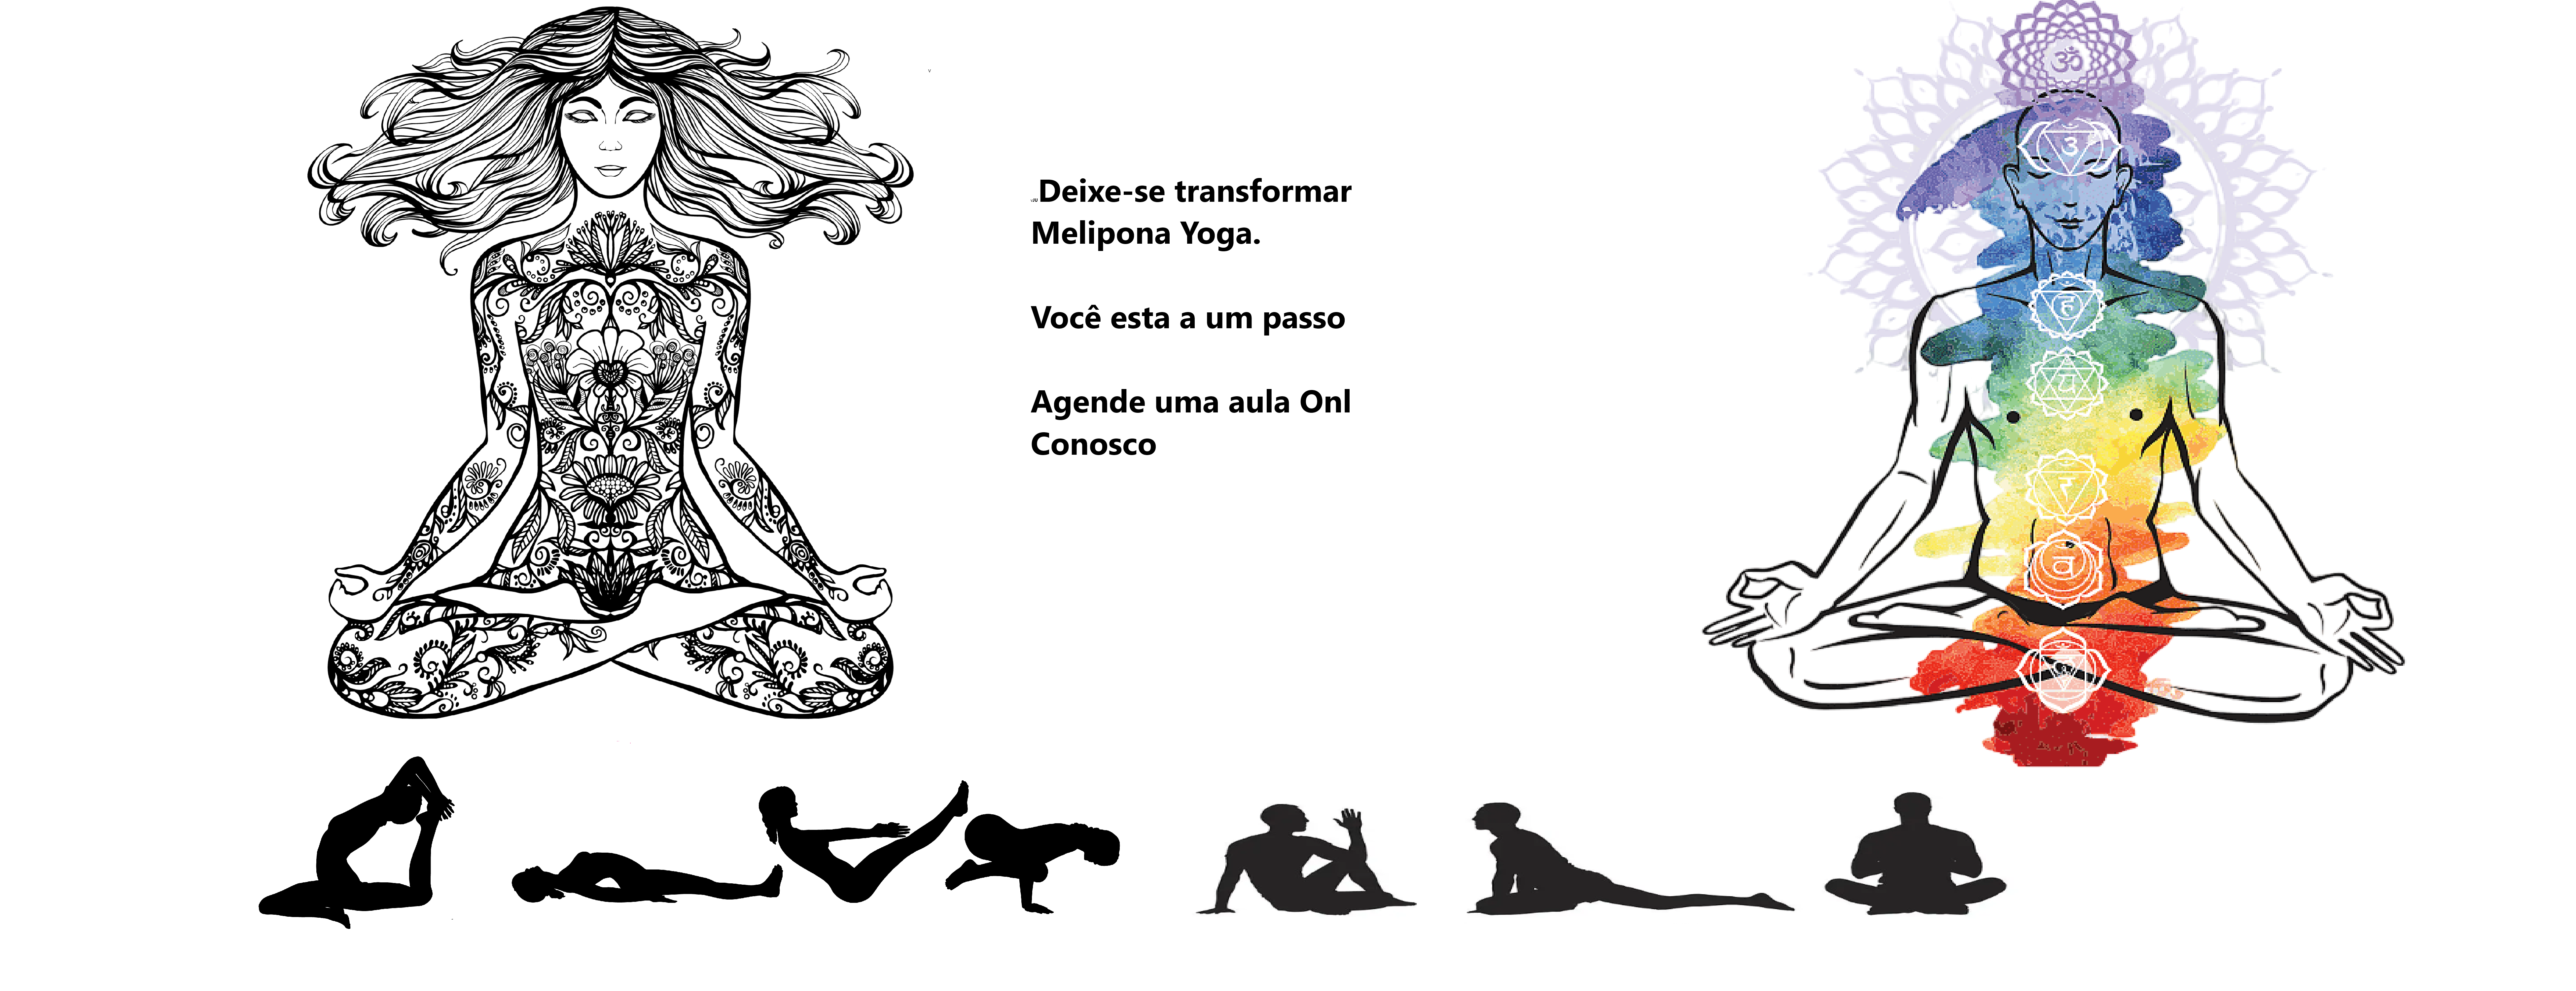 ॐ
Deixe-se transformar
Melipona Yoga.
Você esta a um passo
Agende uma aula Onl
Conosco
हं
यं
रं
वं